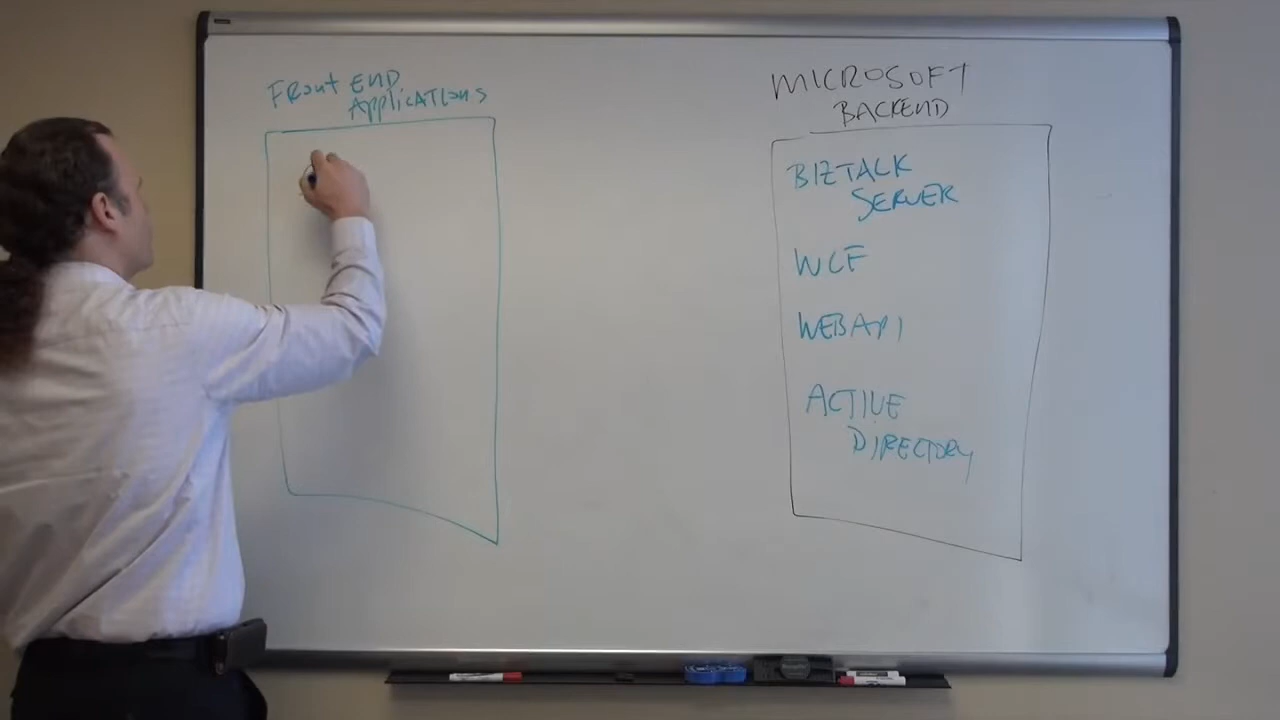 FRont END
Applications
MICROSOFT
BACKEND
BIZTALK
SERVER
WCF
WEBAPI
ACTIVE
DIRECTORY